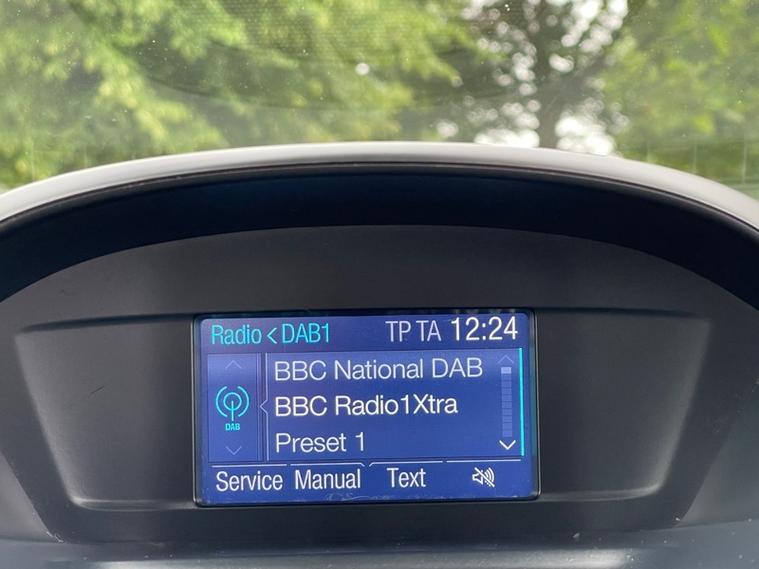 Radio < DAB1 TP TA 12:24
BBC National DAB
BBC Radio1Xtra
DAB
Preset 1
Service Manual Text